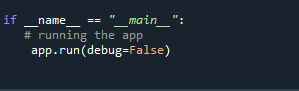 if __name__ == "__main__":
    # running the app
     app.run(debug=False)